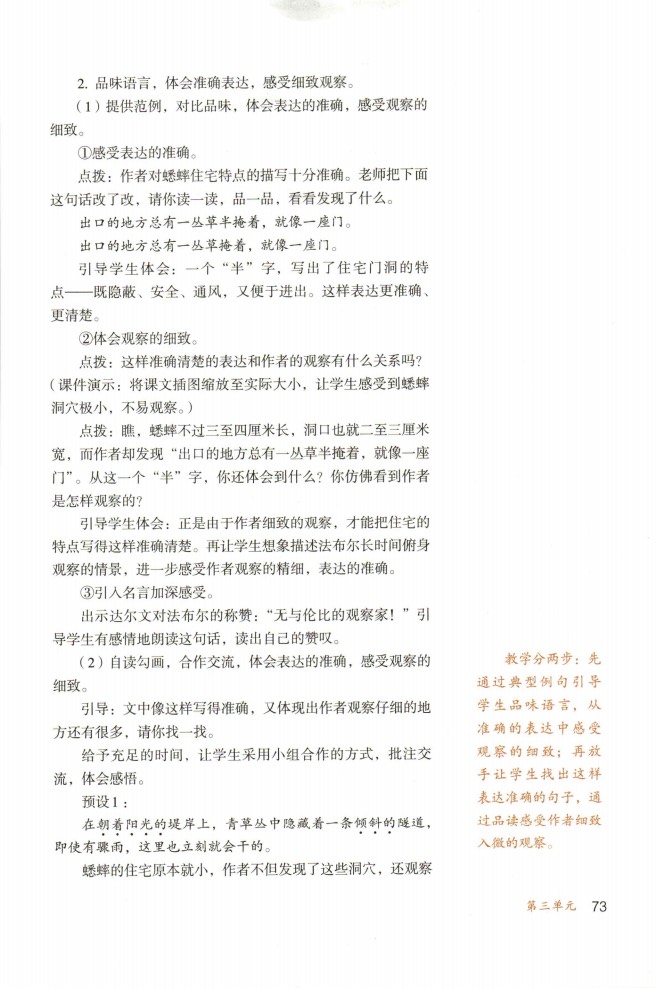 2. 品味语言，体会准确表达，感受细致观察。
（1）提供范例，对比品味，体会表达的准确，感受观察的
细致。
①感受表达的准确。
点拨：作者对蟋蟀住宅特点的描写十分准确。老师把下面
这句话改了改，请你读一读，品一品，看看发现了什么。
出口的地方总有一丛草半掩着，就像一座门。
出口的地方总有一丛草掩着，就像一座门。
引导学生体会：一个“半”字，写出了住宅门洞的特
点——既隐蔽、安全、通风，又便于进出。这样表达更准确、
更清楚。
②体会观察的细致。
点拨：这样准确清楚的表达和作者的观察有什么关系吗？
（课件演示：将课文插图缩放至实际大小，让学生感受到蟋蟀
洞穴极小，不易观察。）
点拨：瞧，蟋蟀不过三至四厘米长，洞口也就二至三厘米
宽，而作者却发现“出口的地方总有一丛草半掩着，就像一座
门”。从这一个“半”字，你还体会到什么？你仿佛看到作者
是怎样观察的？
引导学生体会：正是由于作者细致的观察，才能把住宅的
特点写得这样准确清楚。再让学生想象描述法布尔长时间俯身
观察的情景，进一步感受作者观察的精细，表达的准确。
③引入名言加深感受。
出示达尔文对法布尔的称赞：“无与伦比的观察家！”引
导学生有感情地朗读这句话，读出自己的赞叹。
（2）自读勾画，合作交流，体会表达的准确，感受观察的
细致。
引导：文中像这样写得准确，又体现出作者观察仔细的地
方还有很多，请你找一找。
给予充足的时间，让学生采用小组合作的方式，批注交
流，体会感悟。
预设1：
在朝着阳光的堤岸上，青草丛中隐藏着一条倾斜的隧道，
即使有骤雨，这里也立刻就会干的。
蟋蟀的住宅原本就小，作者不但发现了这些洞穴，还观察
教学分两步：先
通过典型例句引导
学生品味语言，从
准确的表达中感受
观察的细致；再放
手让学生找出这样
表达准确的句子，通
过品读感受作者细致
入微的观察。
第三单元 73